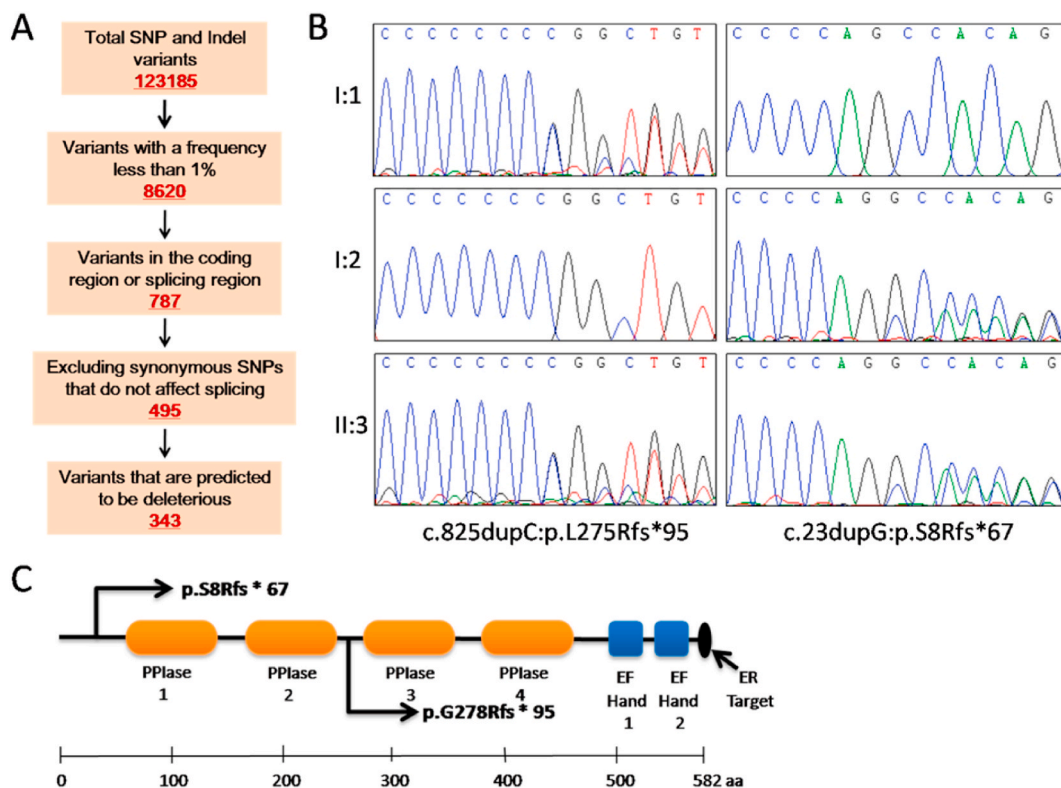 A
Total SNP and Indel
variants
123185
Variants with a frequency
less than 1%
8620
Variants in the coding
region or splicing region
787
Excluding synonymous SNPs
that do not affect splicing
495
Variants that are predicted
to be deleterious
343
B
C C C C C C C C G G C T G T
C C C C A G C C A C A G
I:1
C C C C C C C G G C T G T
C C C C A G G C C A C A G
I:2
C C C C C C C C G G C T G T
C C C C A G G C C A C A G
II:3
c.825dupC:p.L275Rfs*95
c.23dupG:p.S8Rfs*67
C
p.S8Rfs * 67
PPIase
1
PPIase
2
PPIase
3
PPIase
4
EF
Hand
1
EF
Hand
2
ER
Target
p.G278Rfs * 95
0 100 200 300 400 500 582 aa